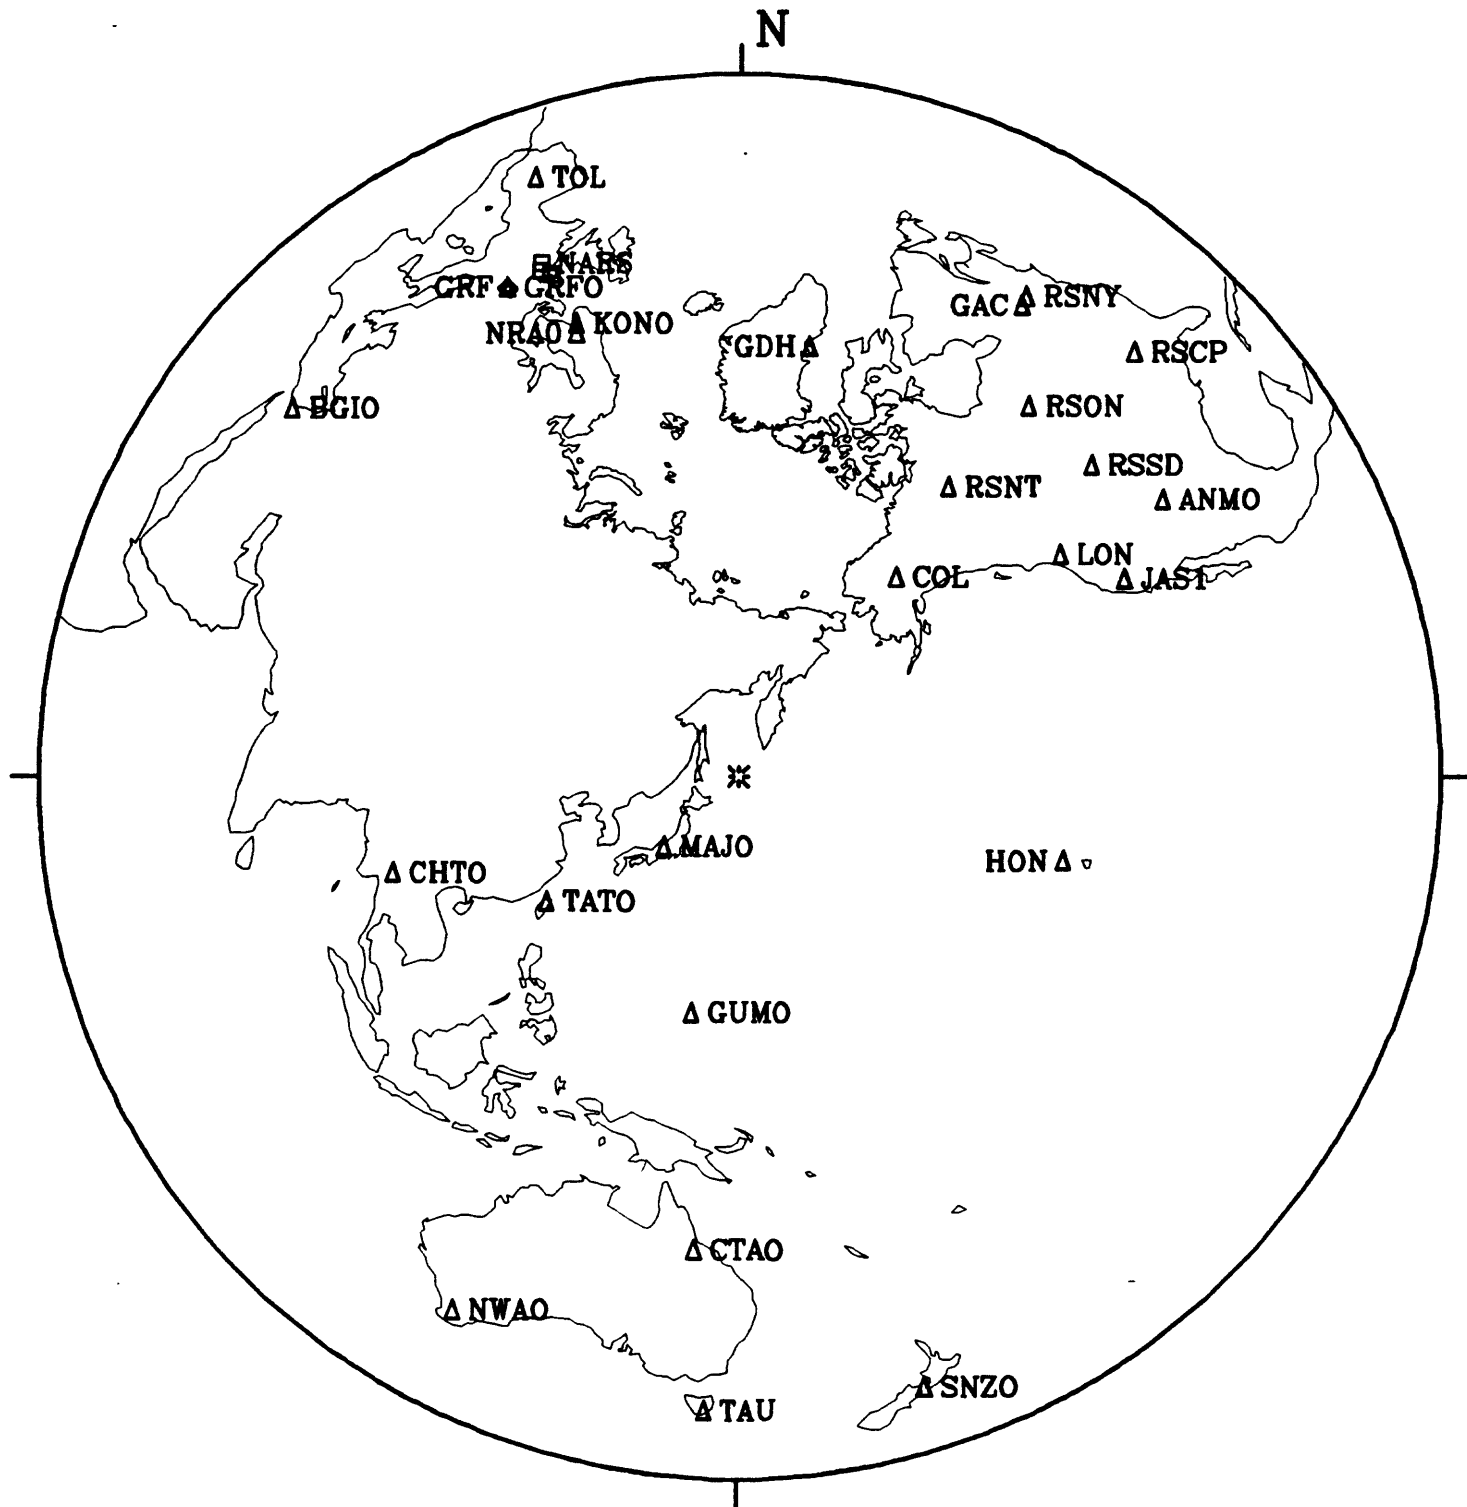 N
TOL
NARS
GRF GRFO
KONO
NRAO
GDH
GAC
RSNY
RSCP
BGIO
RSON
RSSD
RSNT
ANMO
LON
COL
JAS1
MAJO
HON
CHTO
TATO
GUMO
CTAO
NWAO
SNZO
TAU